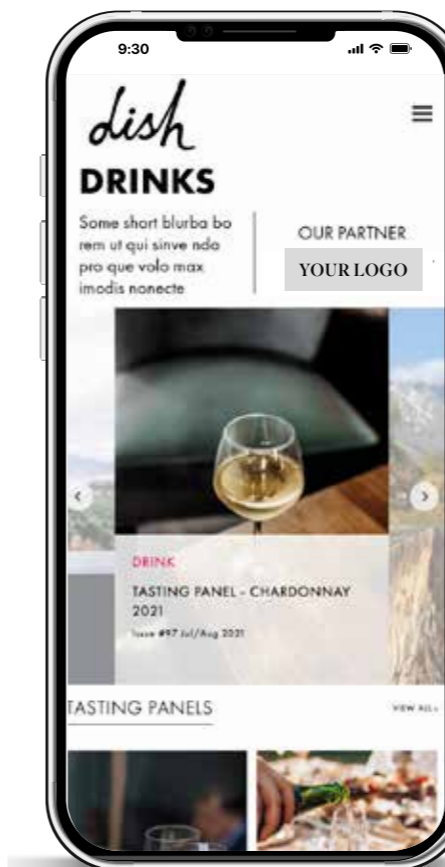 9:30
dish
DRINKS
Some short blurba bo
rem ut qui sinve nda
pro que volo max
imodis nonecte
OUR PARTNER
YOUR LOGO
DRINK
TASTING PANEL - CHARDONNAY
2021
Issue #97 Jul/Aug 2021
TASTING PANELS
VIEW ALL